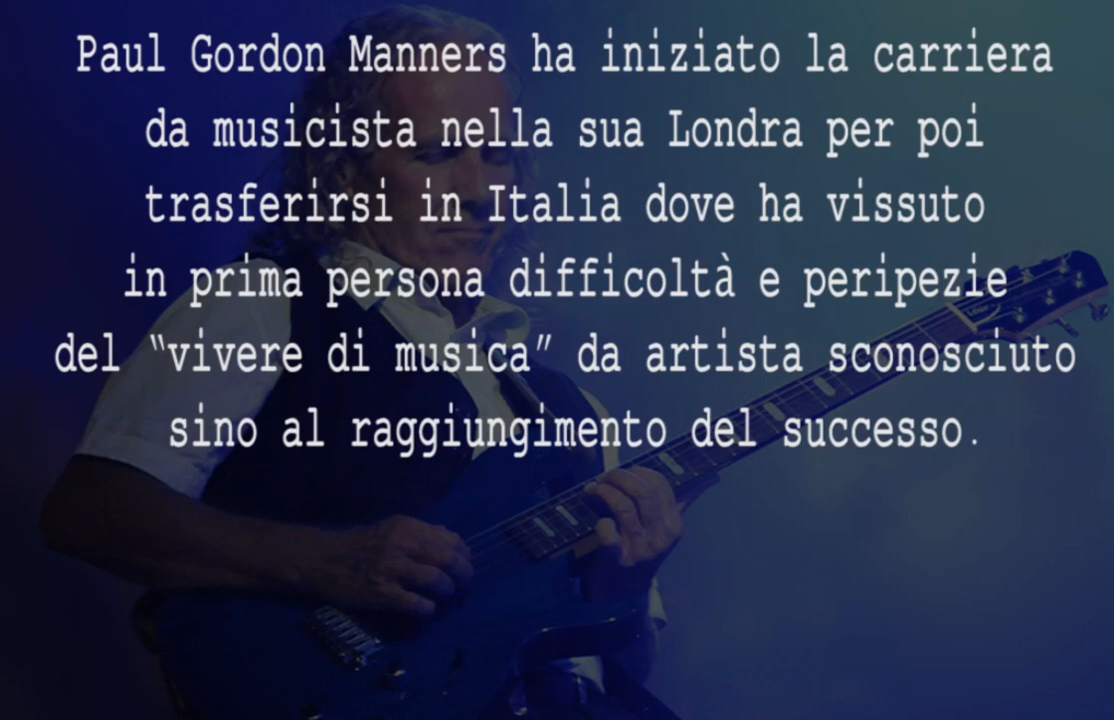 Paul Gordon Manners ha iniziato la carriera
da musicista nella sua Londra per poi
trasferirsi in Italia dove ha vissuto
in prima persona difficoltà e peripezie
del “vivere di musica” da artista sconosciuto
sino al raggiungimento del successo.